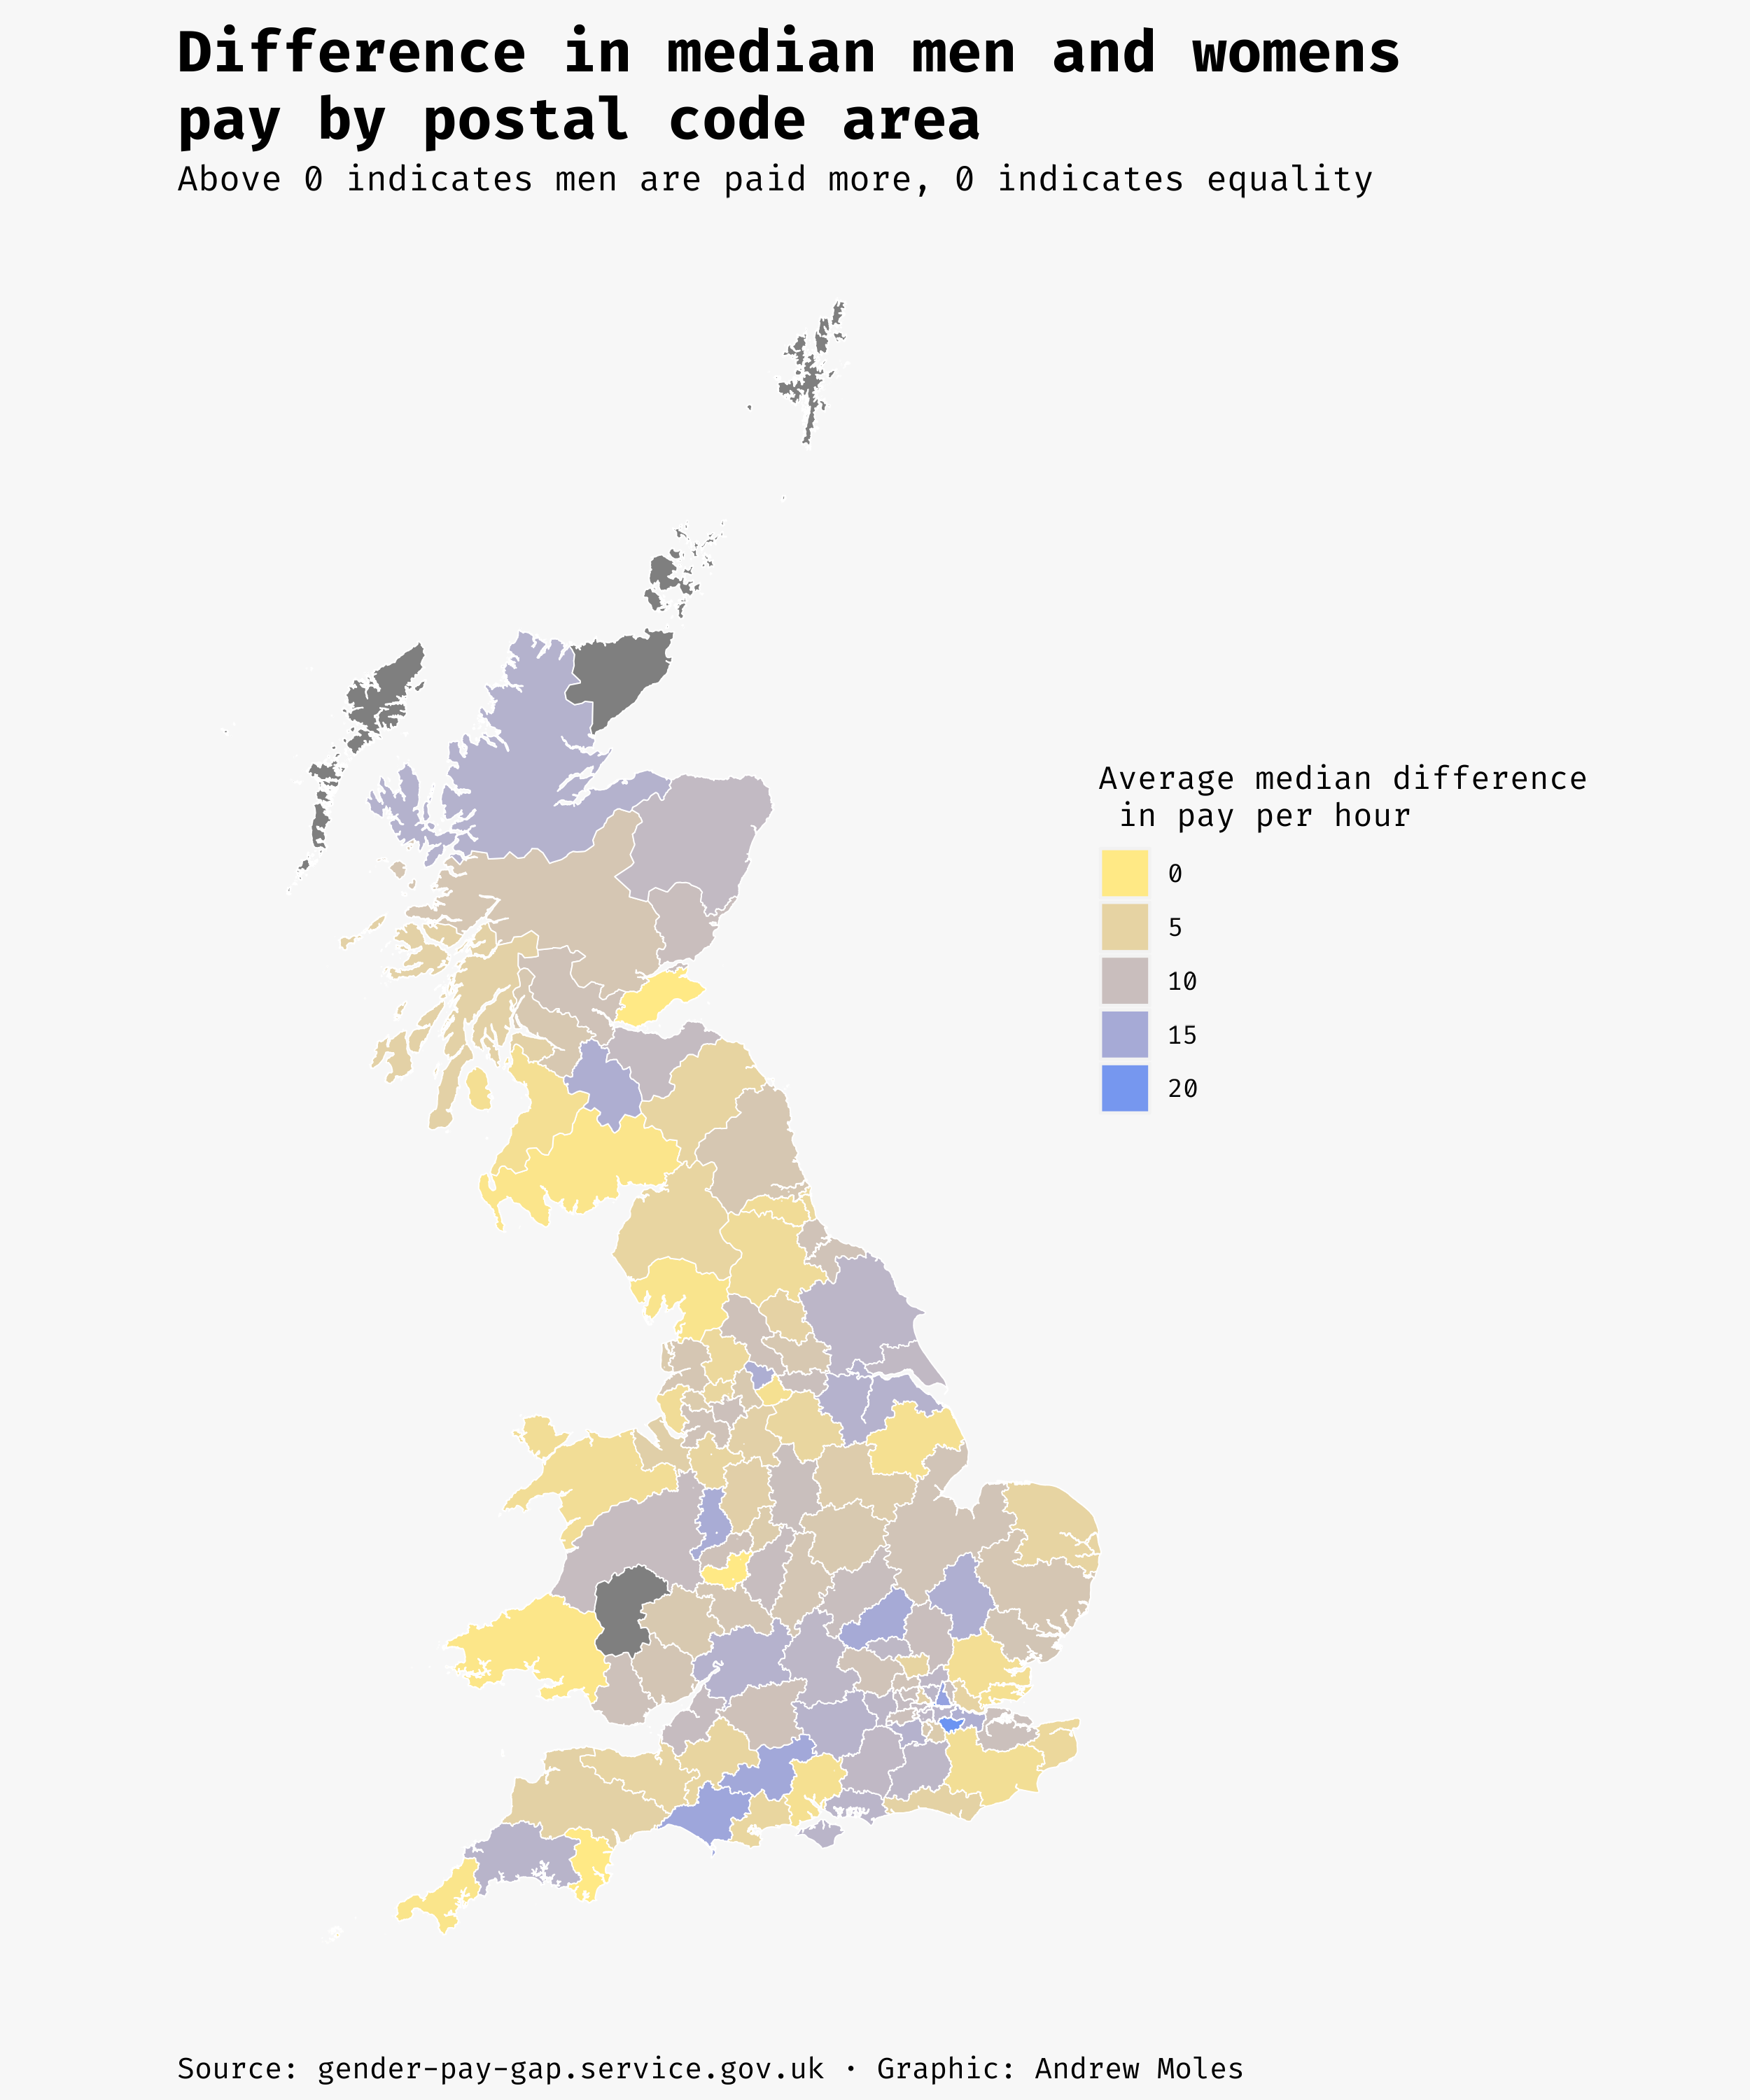 Difference in median men and womens
pay by postal code area
Above 0 indicates men are paid more, 0 indicates equality
Average median difference
in pay per hour
0
5
10
15
20
Source: gender-pay-gap.service.gov.uk · Graphic: Andrew Moles